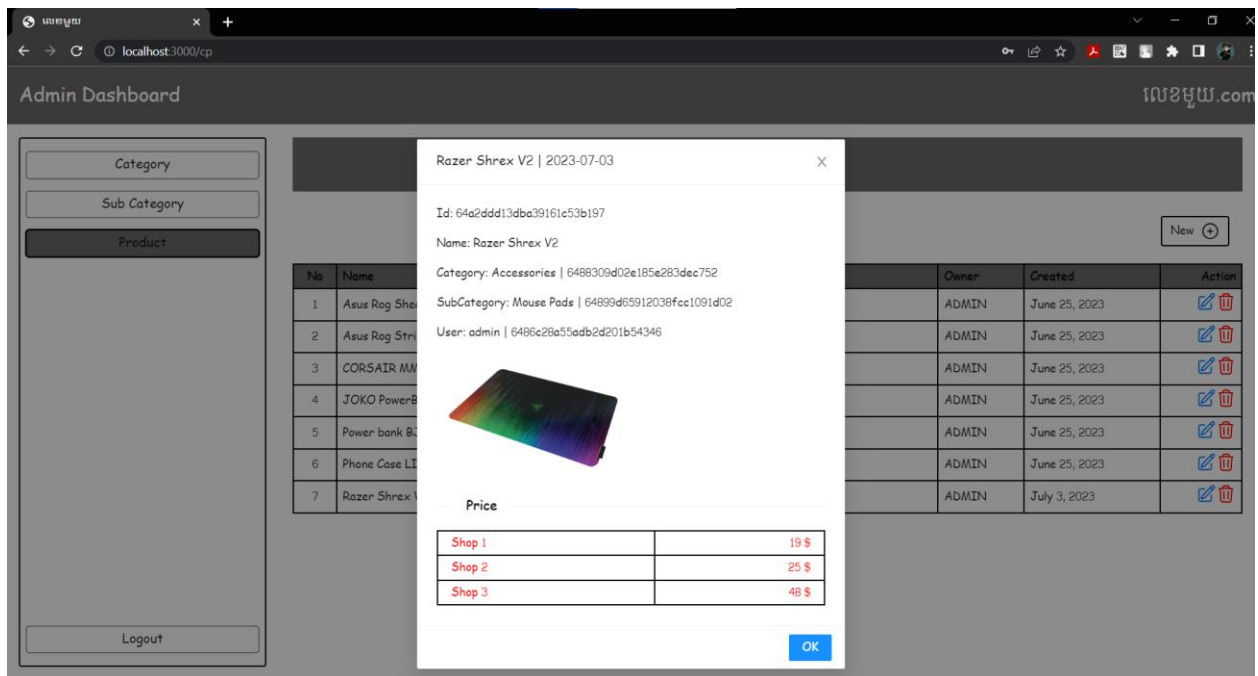 លេខមួយ
localhost:3000/cp
Admin Dashboard
លេខមួយ.com
Category
Sub Category
Product
Logout
New
No Name Owner Created Action
1 Asus Rog ADMIN June 25, 2023
2 Asus Rog ADMIN June 25, 2023
3 CORSAIR ADMIN June 25, 2023
4 JOKO ADMIN June 25, 2023
5 Power bank ADMIN June 25, 2023
6 Phone Case ADMIN June 25, 2023
7 Razer Shrex ADMIN July 3, 2023
Razer Shrex V2 | 2023-07-03
Id: 64a2ddd13dba39161c53b197
Name: Razer Shrex V2
Category: Accessories | 6488309d02e185e283dec752
SubCategory: Mouse Pads | 64899d65912038fcc1091d02
User: admin | 6486c28a55adb2d201b54346
Price
Shop 1 19 $
Shop 2 25 $
Shop 3 48 $
OK